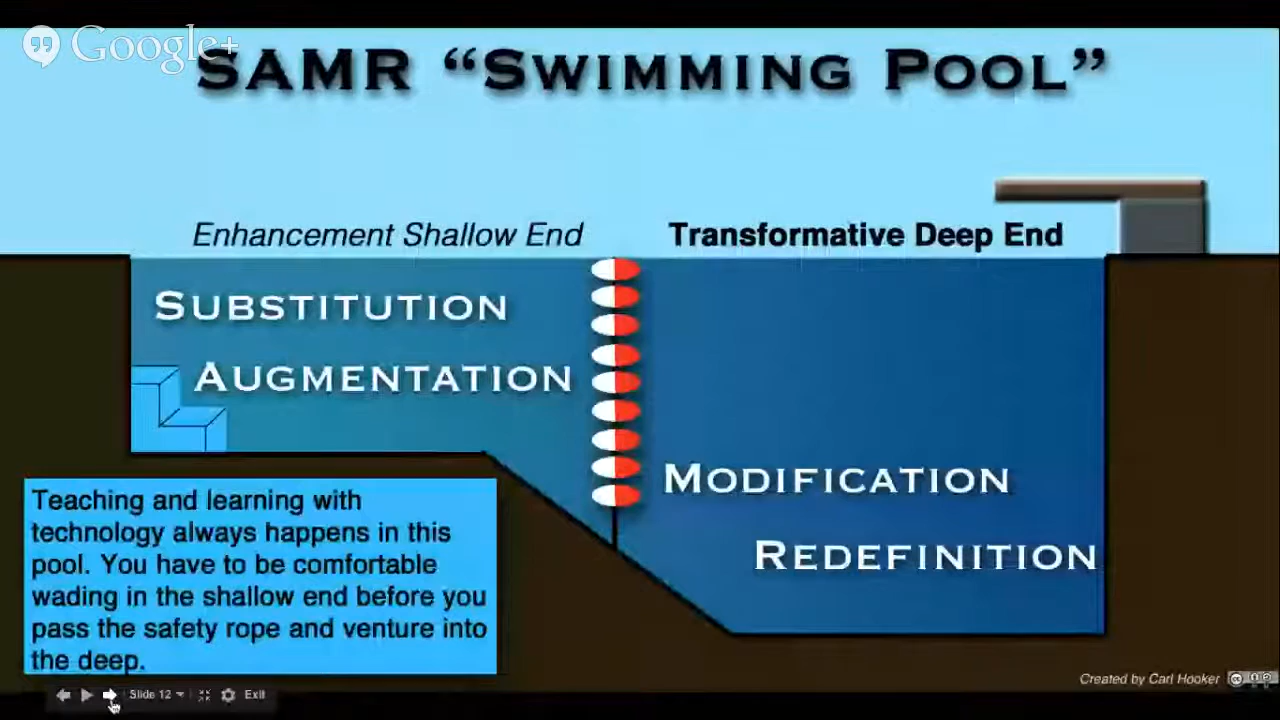 Google+
SAMR “SWIMMING POOL”
Enhancement Shallow End
Transformative Deep End
SUBSTITUTION
AUGMENTATION
MODIFICATION
REDEFINITION
Teaching and learning with
technology always happens in this
pool. You have to be comfortable
wading in the shallow end before you
pass the safety rope and venture into
the deep.
Created by Carl Hooker
Slide 12
Exit